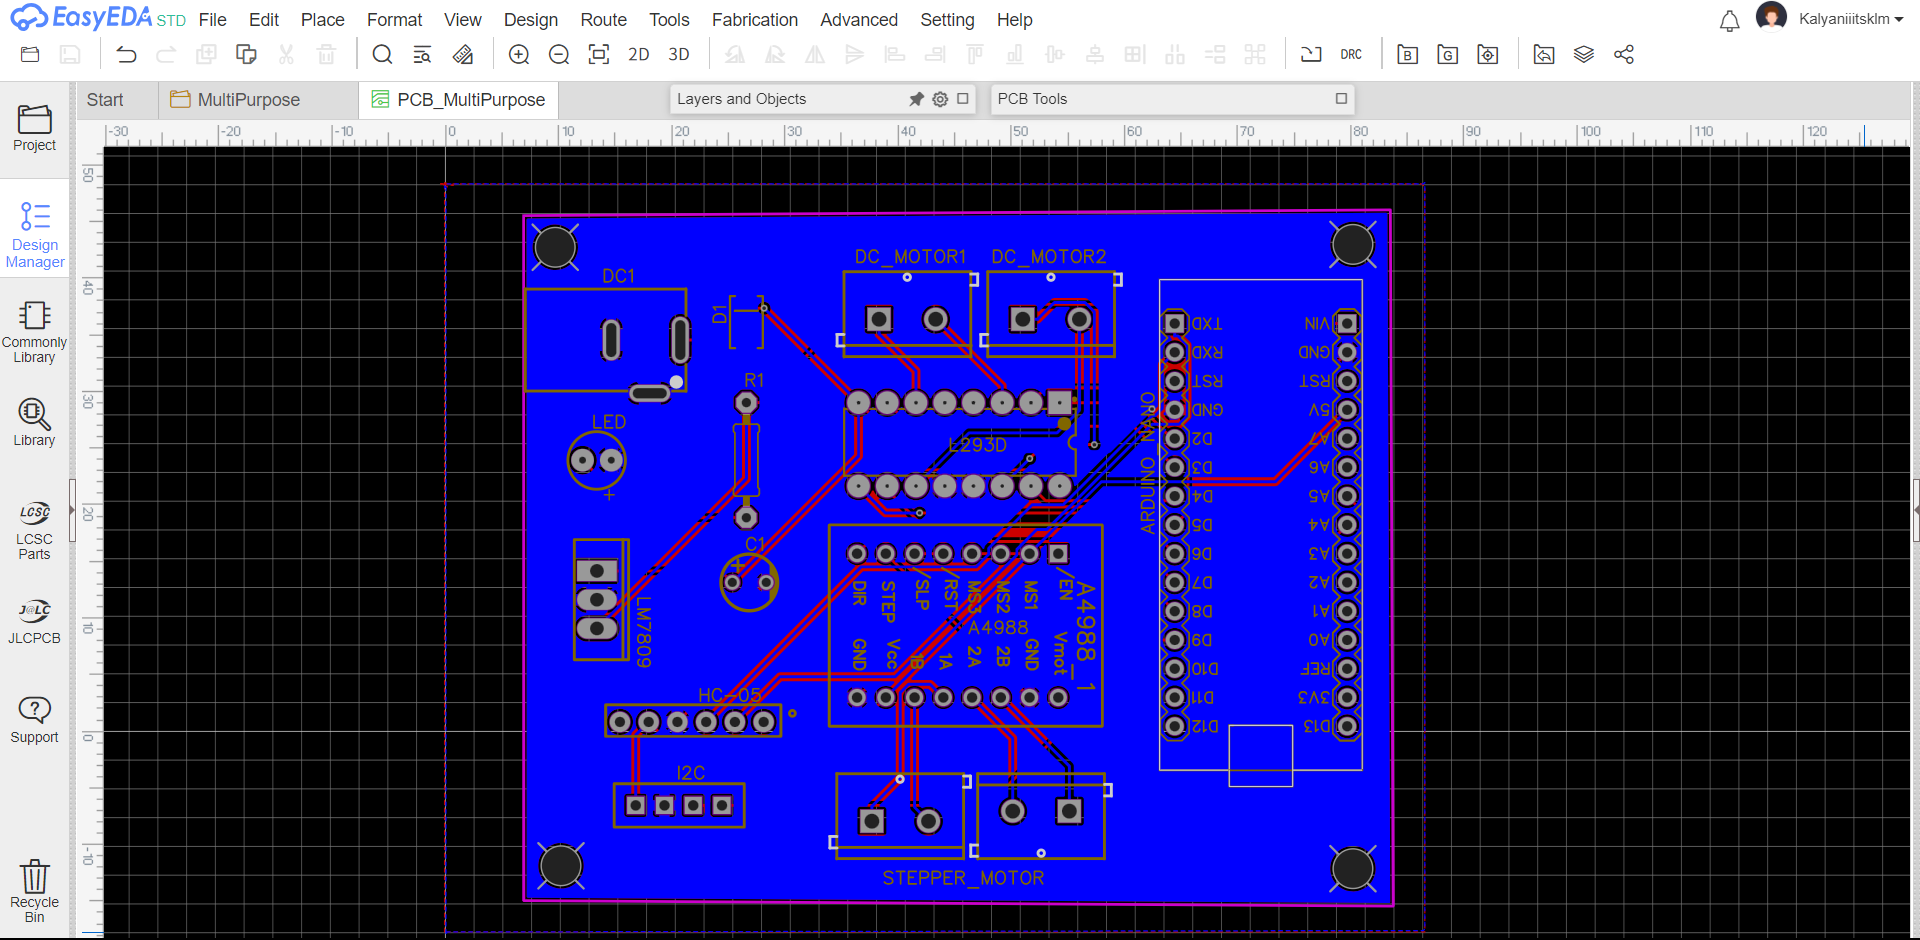 EasyEDA STD File Edit Place Format View Design Route Tools Fabrication Advanced Setting Help Kalyaniiitsklm
2D 3D DRC B G
Start MultiPurpose PCB_MultiPurpose Layers and Objects PCB Tools
-30 -20 -10 0 10 20 30 40 50 60 70 80 90 100 110 120
50
40
30
20
10
0
-10
Project
Design
Manager
Commonly
Library
Library
LCSC
LCSC
Parts
J@LC
JLCPCB
Support
Recycle
Bin
DC_MOTOR1 DC_MOTOR2
DC1
D1
R1
LED
+
L293D
C1
+
LM7809
DIR STEP /SLP /RST MS3 MS2 MS1 /EN
A4988
A4988_1
GND Vcc 1B 1A 2A 2B GND Vmot
HC-05
I2C
STEPPER_MOTOR
ARDUINO_NANO
TXD VIN
RXD GND
RST RST
GND 5V
D2 A7
D3 A6
D4 A5
D5 A4
D6 A3
D7 A2
D8 A1
D9 A0
D10 REF
D11 3V3
D12 D13